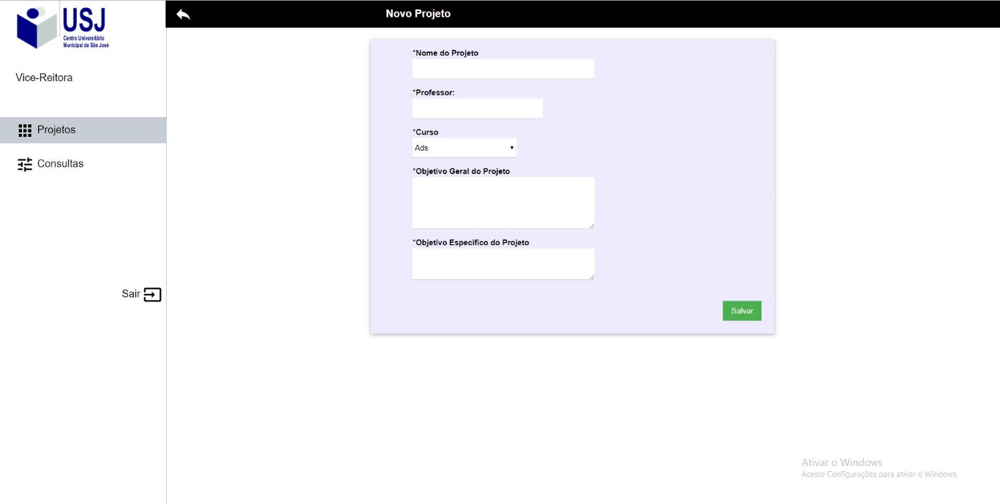 USJ
Centro Universitário
Municipal de São José
Vice-Reitora
Projetos
Consultas
Sair
Novo Projeto
*Nome do Projeto
*Professor:
*Curso
Ads
*Objetivo Geral do Projeto
*Objetivo Especifico do Projeto
Salvar
Ativar o Windows
Acesse Configurações para ativar o Windows.